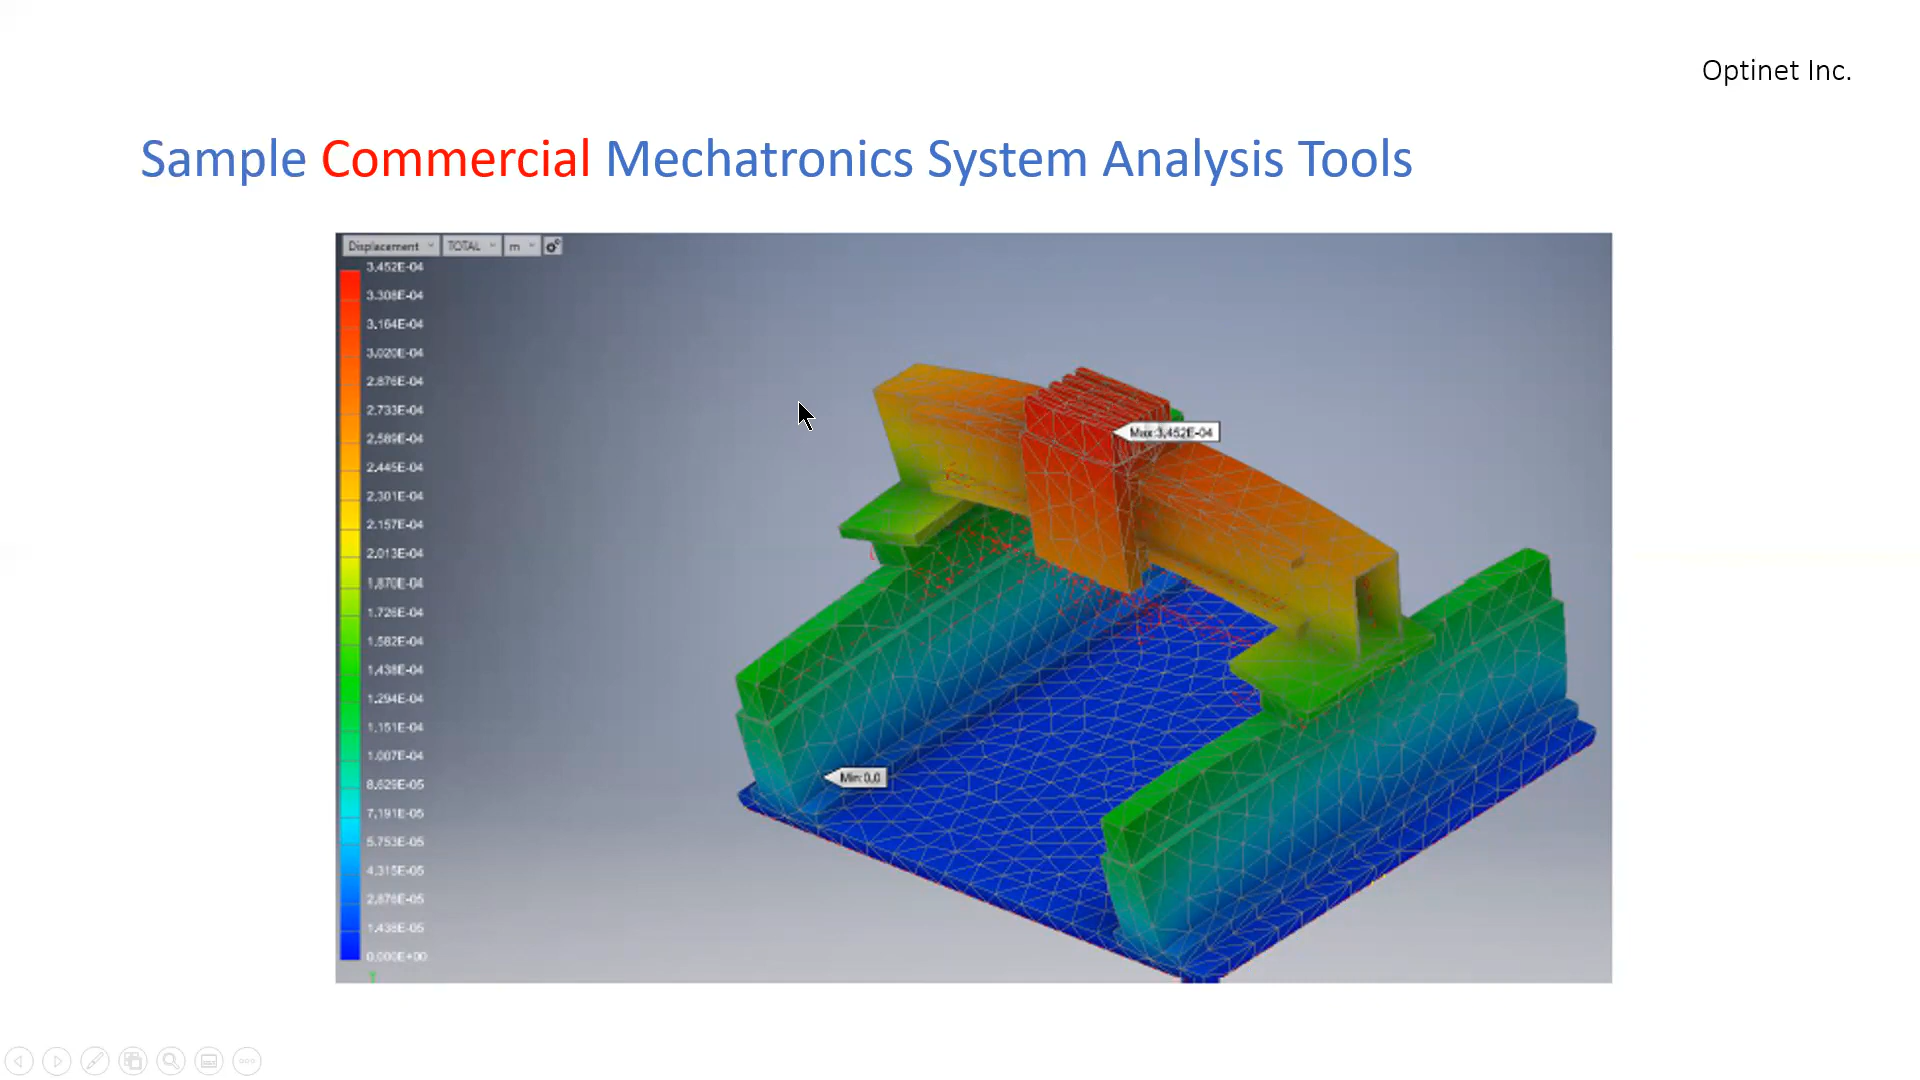 Optinet Inc.
Sample Commercial Mechatronics System Analysis Tools
Displacement TOTAL m
3.452E-04
3.308E-04
3.164E-04
3.020E-04
2.876E-04
2.733E-04
2.589E-04
2.445E-04
2.301E-04
2.157E-04
2.013E-04
1.870E-04
1.726E-04
1.582E-04
1.438E-04
1.294E-04
1.151E-04
1.007E-04
8.629E-05
7.191E-05
5.753E-05
4.315E-05
2.876E-05
1.438E-05
0.000E+00
Max:3.452E-04
Min:0.0
Y